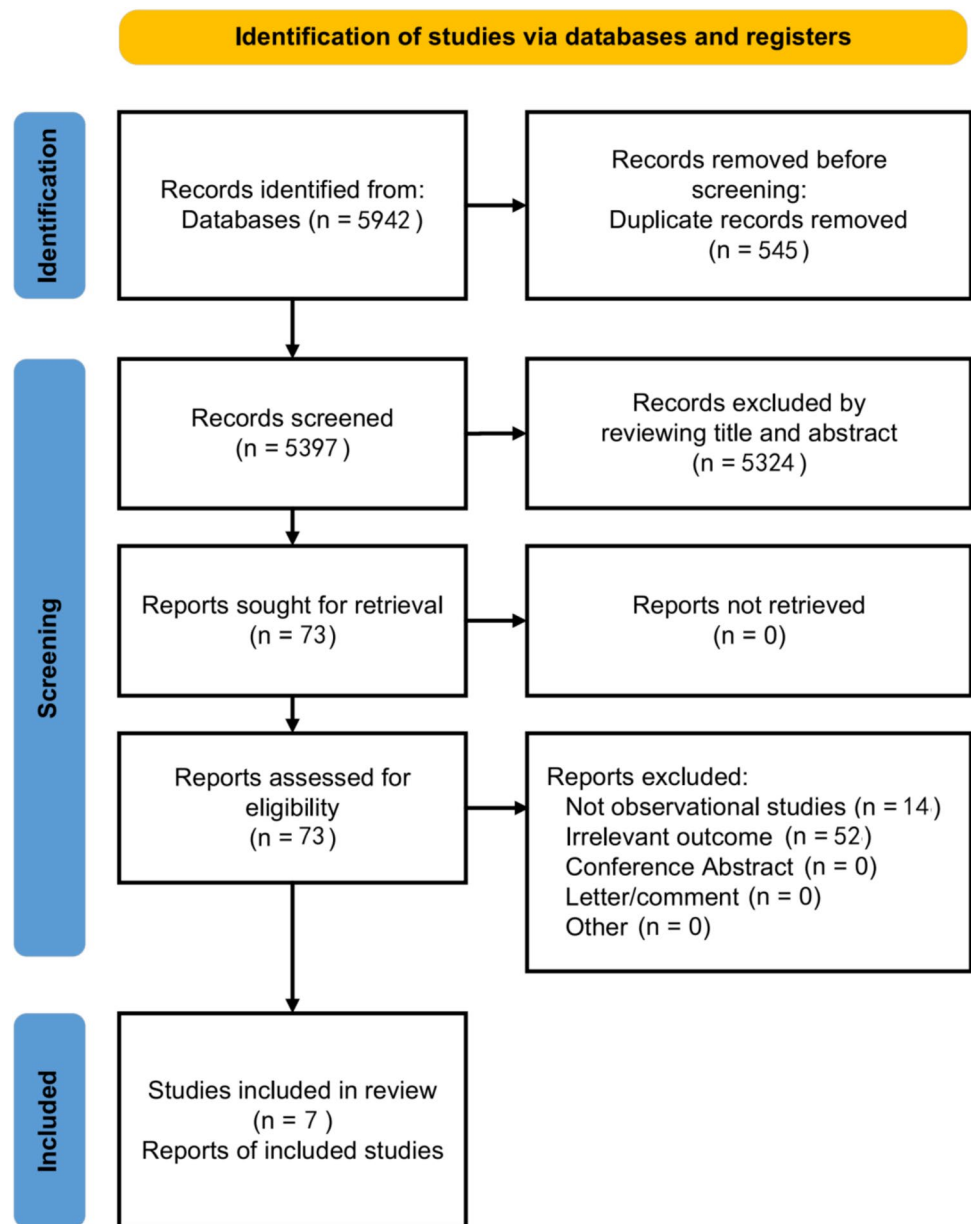 Identification of studies via databases and registers
Identification
Records identified from:
Databases (n = 5942)
Records removed before
screening:
Duplicate records removed
(n = 545)
Screening
Records screened
(n = 5397)
Records excluded by
reviewing title and abstract
(n = 5324)
Reports sought for retrieval
(n = 73)
Reports not retrieved
(n = 0)
Reports assessed for
eligibility
(n = 73)
Reports excluded:
Not observational studies (n = 14)
Irrelevant outcome (n = 52)
Conference Abstract (n = 0)
Letter/comment (n = 0)
Other (n = 0)
Included
Studies included in review
(n = 7 )
Reports of included studies